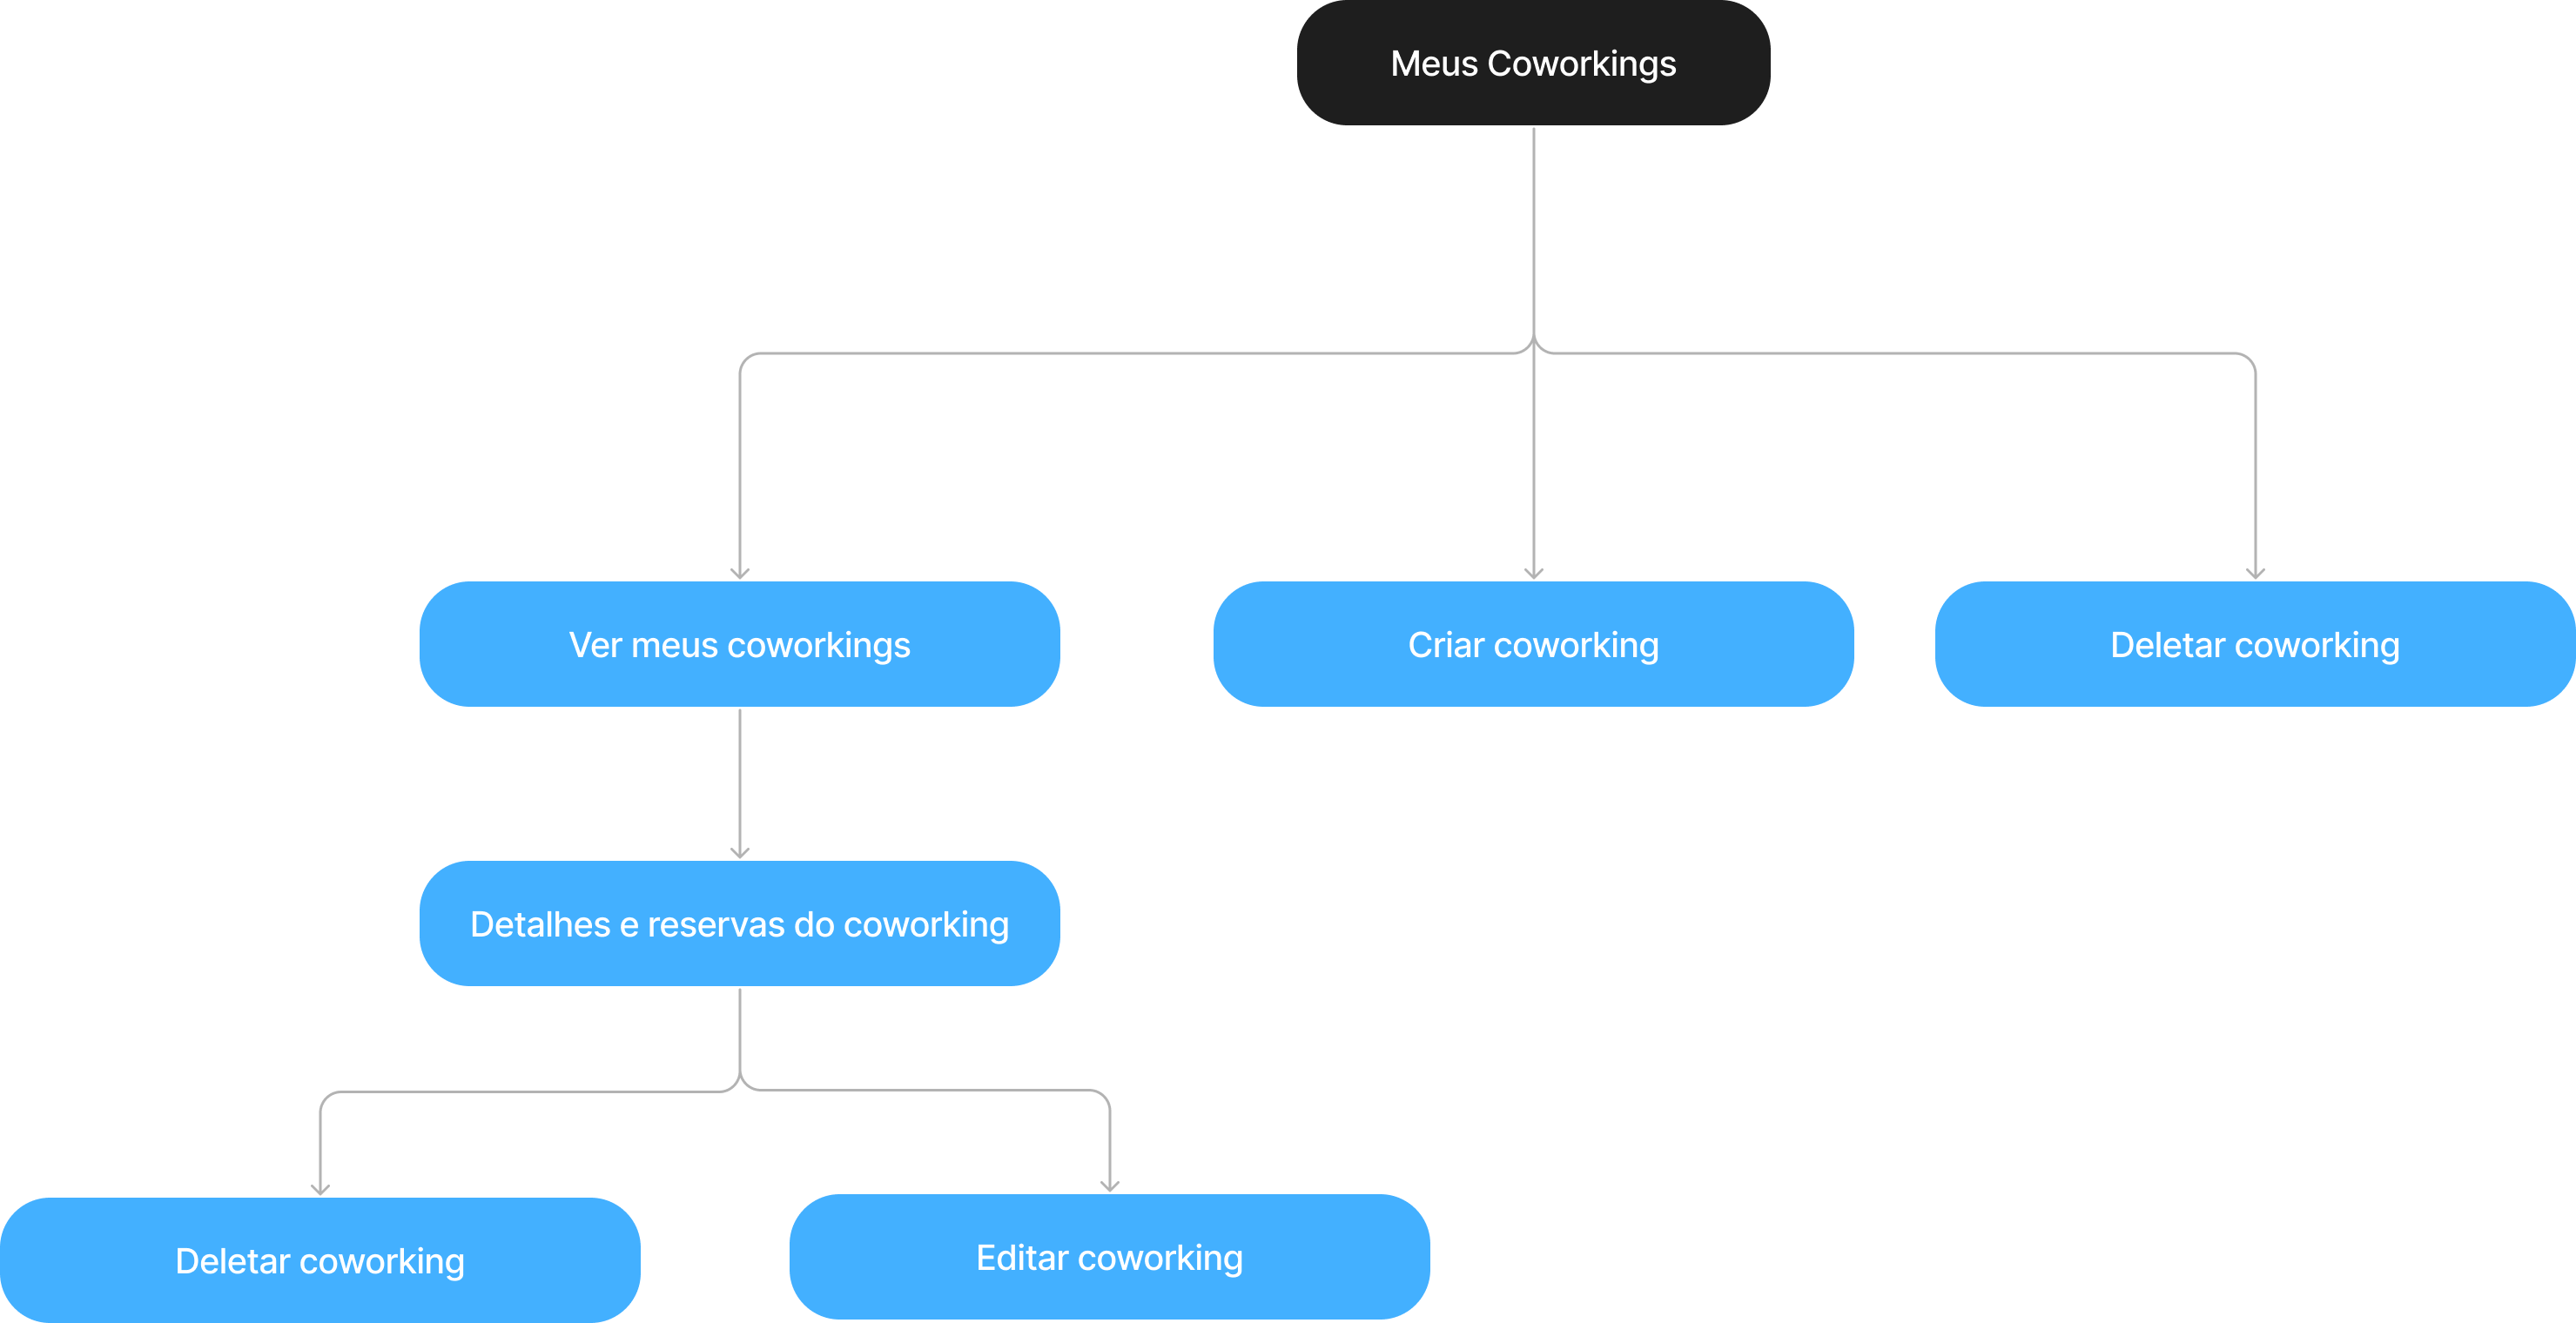 Meus Coworkings
Ver meus coworkings
Criar coworking
Deletar coworking
Detalhes e reservas do coworking
Deletar coworking
Editar coworking